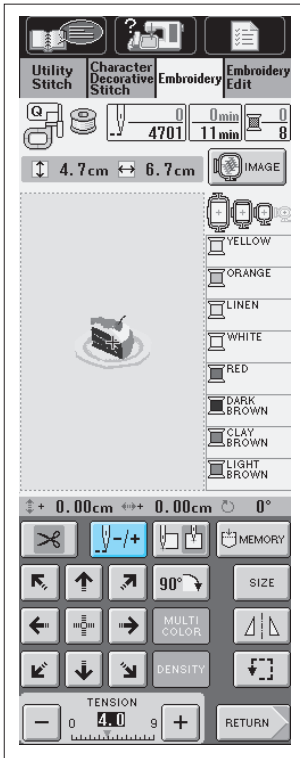 ?
Utility Stitch
Character Decorative Stitch
Embroidery
Embroidery Edit
Q
0
4701
0min
11min
0
8
4.7cm 6.7cm
IMAGE
YELLOW
ORANGE
LINEN
WHITE
RED
DARK BROWN
CLAY BROWN
LIGHT BROWN
+ 0.00cm + 0.00cm 0°
-/+
MEMORY
90°
SIZE
MULTI COLOR
DENSITY
TENSION
- 0 4.0 9 +
RETURN